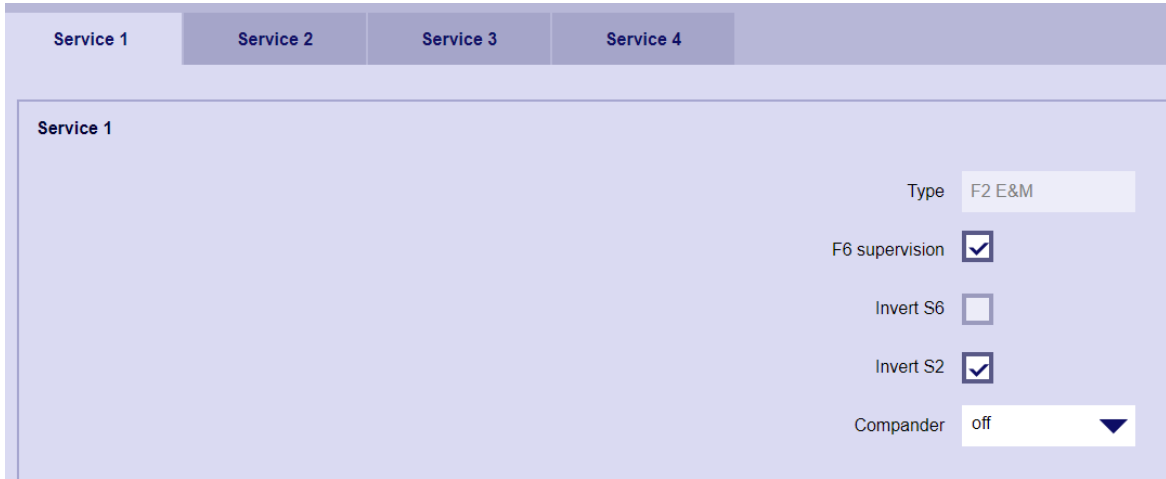 Service 1 Service 2 Service 3 Service 4
Service 1
Type F2 E&M
F6 supervision
Invert S6
Invert S2
Compander off